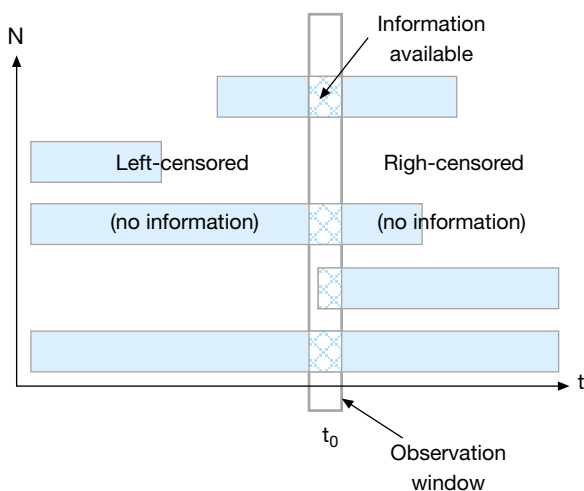 Information
available
N
Left-censored
Righ-censored
(no information)
(no information)
t
t₀
Observation
window